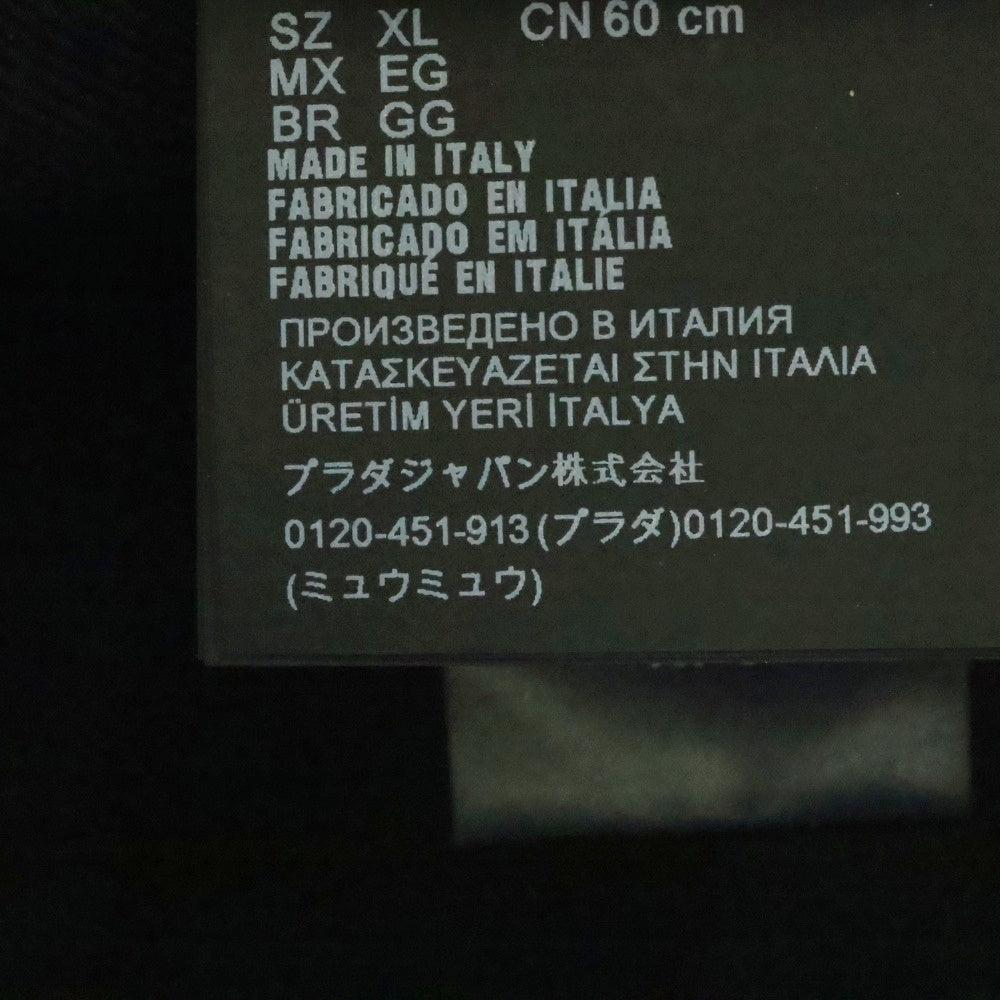 SZ XL CN 60 cm
MX EG
BR GG
MADE IN ITALY
FABRICADO EN ITALIA
FABRICADO EM ITÁLIA
FABRIQUÉ EN ITALIE
ПРОИЗВЕДЕНО В ИТАЛИЯ
ΚΑΤΑΣΚΕΥΑΖΕΤΑΙ ΣΤΗΝ ΙΤΑΛΙΑ
ÜRETİM YERİ İTALYA
プラダジャパン株式会社
0120-451-913(プラダ)0120-451-993
(ミュウミュウ)